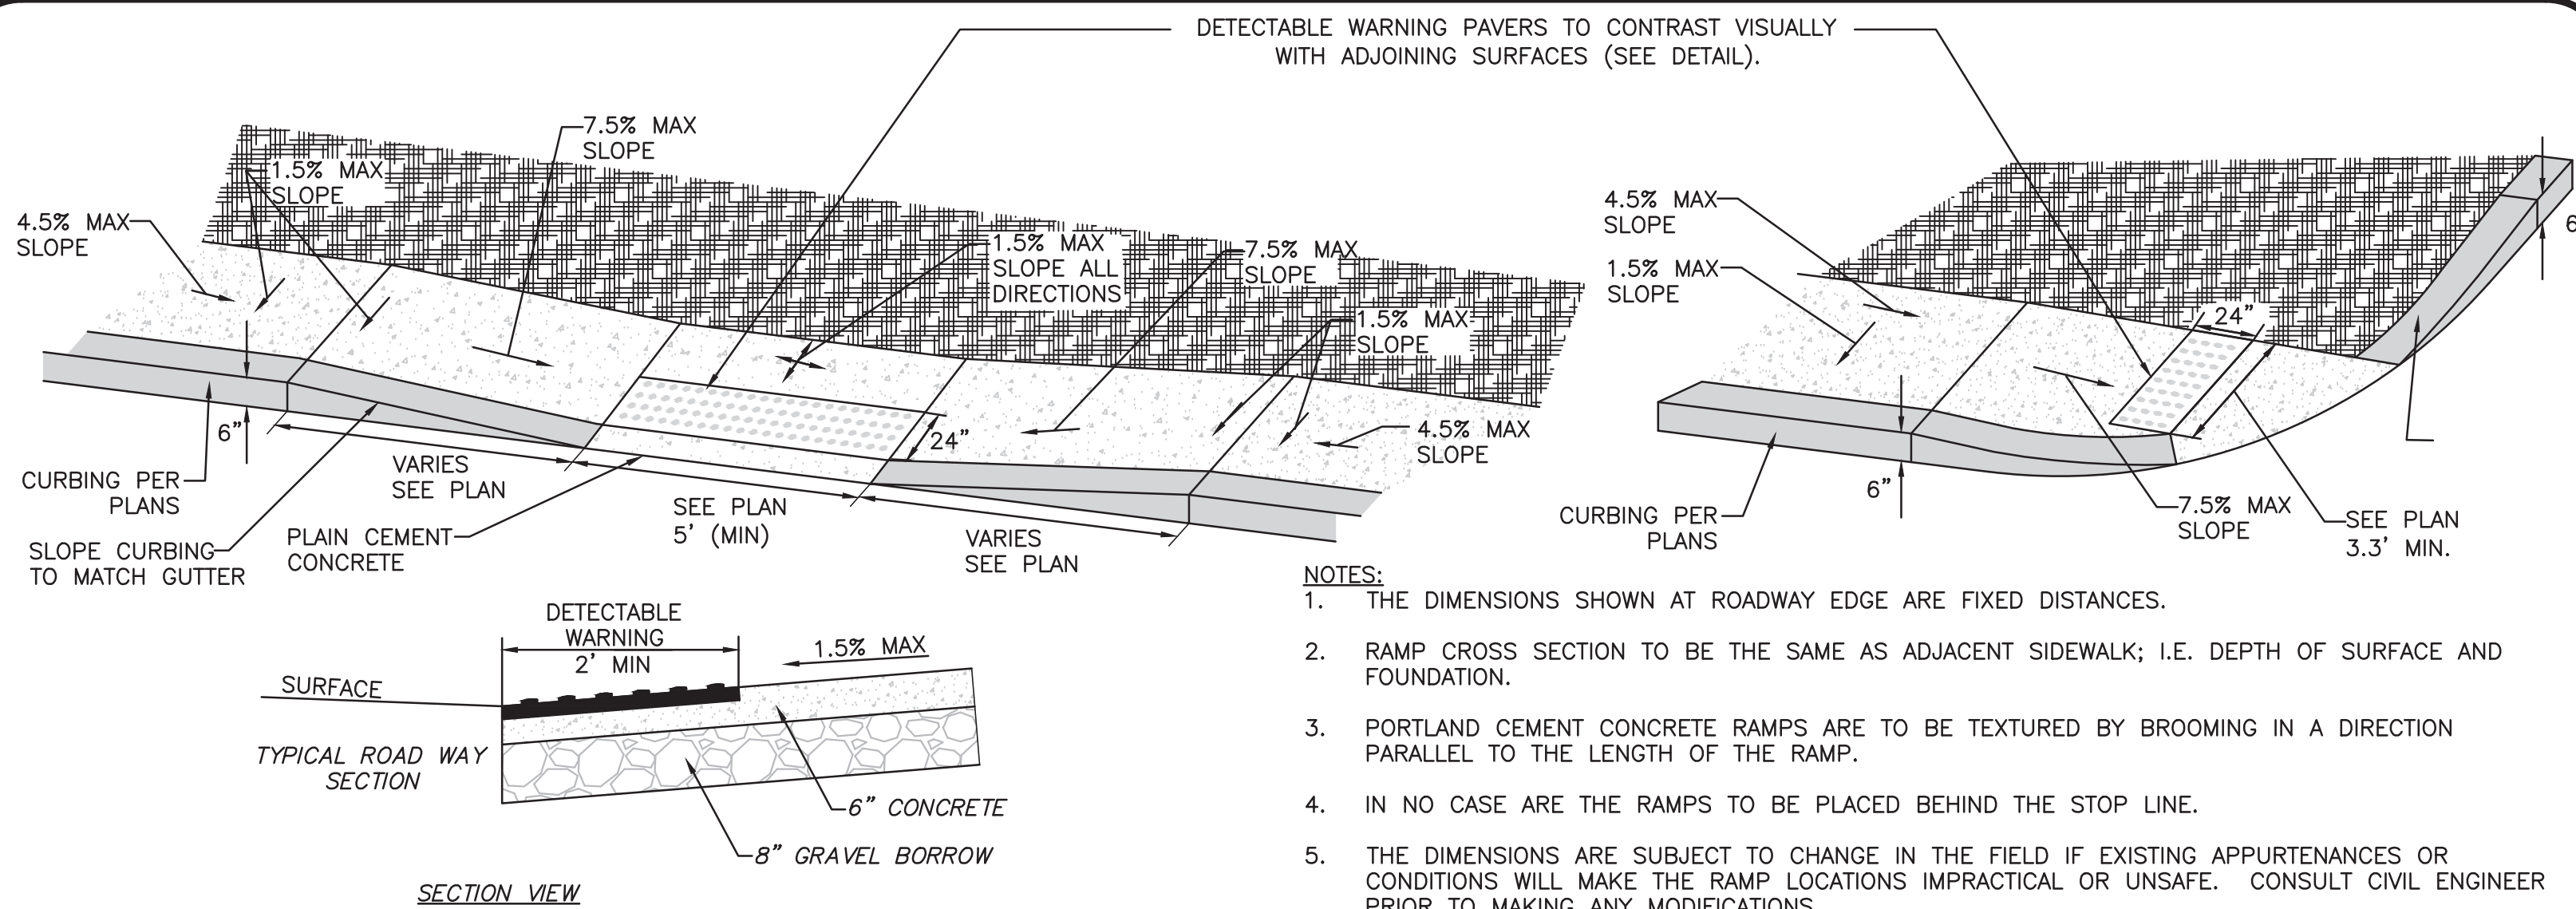 DETECTABLE WARNING PAVERS TO CONTRAST VISUALLY
WITH ADJOINING SURFACES (SEE DETAIL).
7.5% MAX
SLOPE
1.5% MAX
SLOPE
4.5% MAX
SLOPE
1.5% MAX
SLOPE ALL
DIRECTIONS
7.5% MAX
SLOPE
1.5% MAX
SLOPE
4.5% MAX
SLOPE
24"
6"
CURBING PER
PLANS
SLOPE CURBING
TO MATCH GUTTER
VARIES
SEE PLAN
PLAIN CEMENT
CONCRETE
SEE PLAN
5' (MIN)
VARIES
SEE PLAN
4.5% MAX
SLOPE
1.5% MAX
SLOPE
24"
6
6"
CURBING PER
PLANS
7.5% MAX
SLOPE
SEE PLAN
3.3' MIN.
DETECTABLE
WARNING
2' MIN
1.5% MAX
SURFACE
TYPICAL ROAD WAY
SECTION
6" CONCRETE
8" GRAVEL BORROW
SECTION VIEW
NOTES:
1. THE DIMENSIONS SHOWN AT ROADWAY EDGE ARE FIXED DISTANCES.
2. RAMP CROSS SECTION TO BE THE SAME AS ADJACENT SIDEWALK; I.E. DEPTH OF SURFACE AND
FOUNDATION.
3. PORTLAND CEMENT CONCRETE RAMPS ARE TO BE TEXTURED BY BROOMING IN A DIRECTION
PARALLEL TO THE LENGTH OF THE RAMP.
4. IN NO CASE ARE THE RAMPS TO BE PLACED BEHIND THE STOP LINE.
5. THE DIMENSIONS ARE SUBJECT TO CHANGE IN THE FIELD IF EXISTING APPURTENANCES OR
CONDITIONS WILL MAKE THE RAMP LOCATIONS IMPRACTICAL OR UNSAFE. CONSULT CIVIL ENGINEER
PRIOR TO MAKING ANY MODIFICATIONS